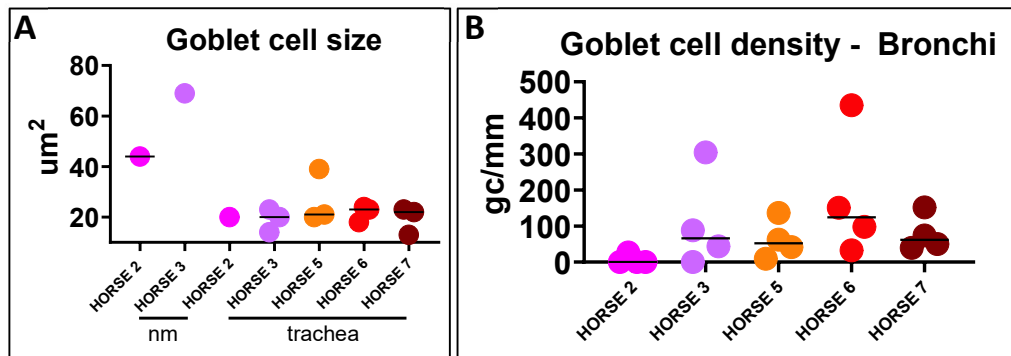 A
Goblet cell size
um²
80
60
40
20
HORSE 2
HORSE 3
HORSE 2
HORSE 3
HORSE 5
HORSE 6
HORSE 7
nm
trachea
B
Goblet cell density - Bronchi
gc/mm
500
400
300
200
100
0
HORSE 2
HORSE 3
HORSE 5
HORSE 6
HORSE 7